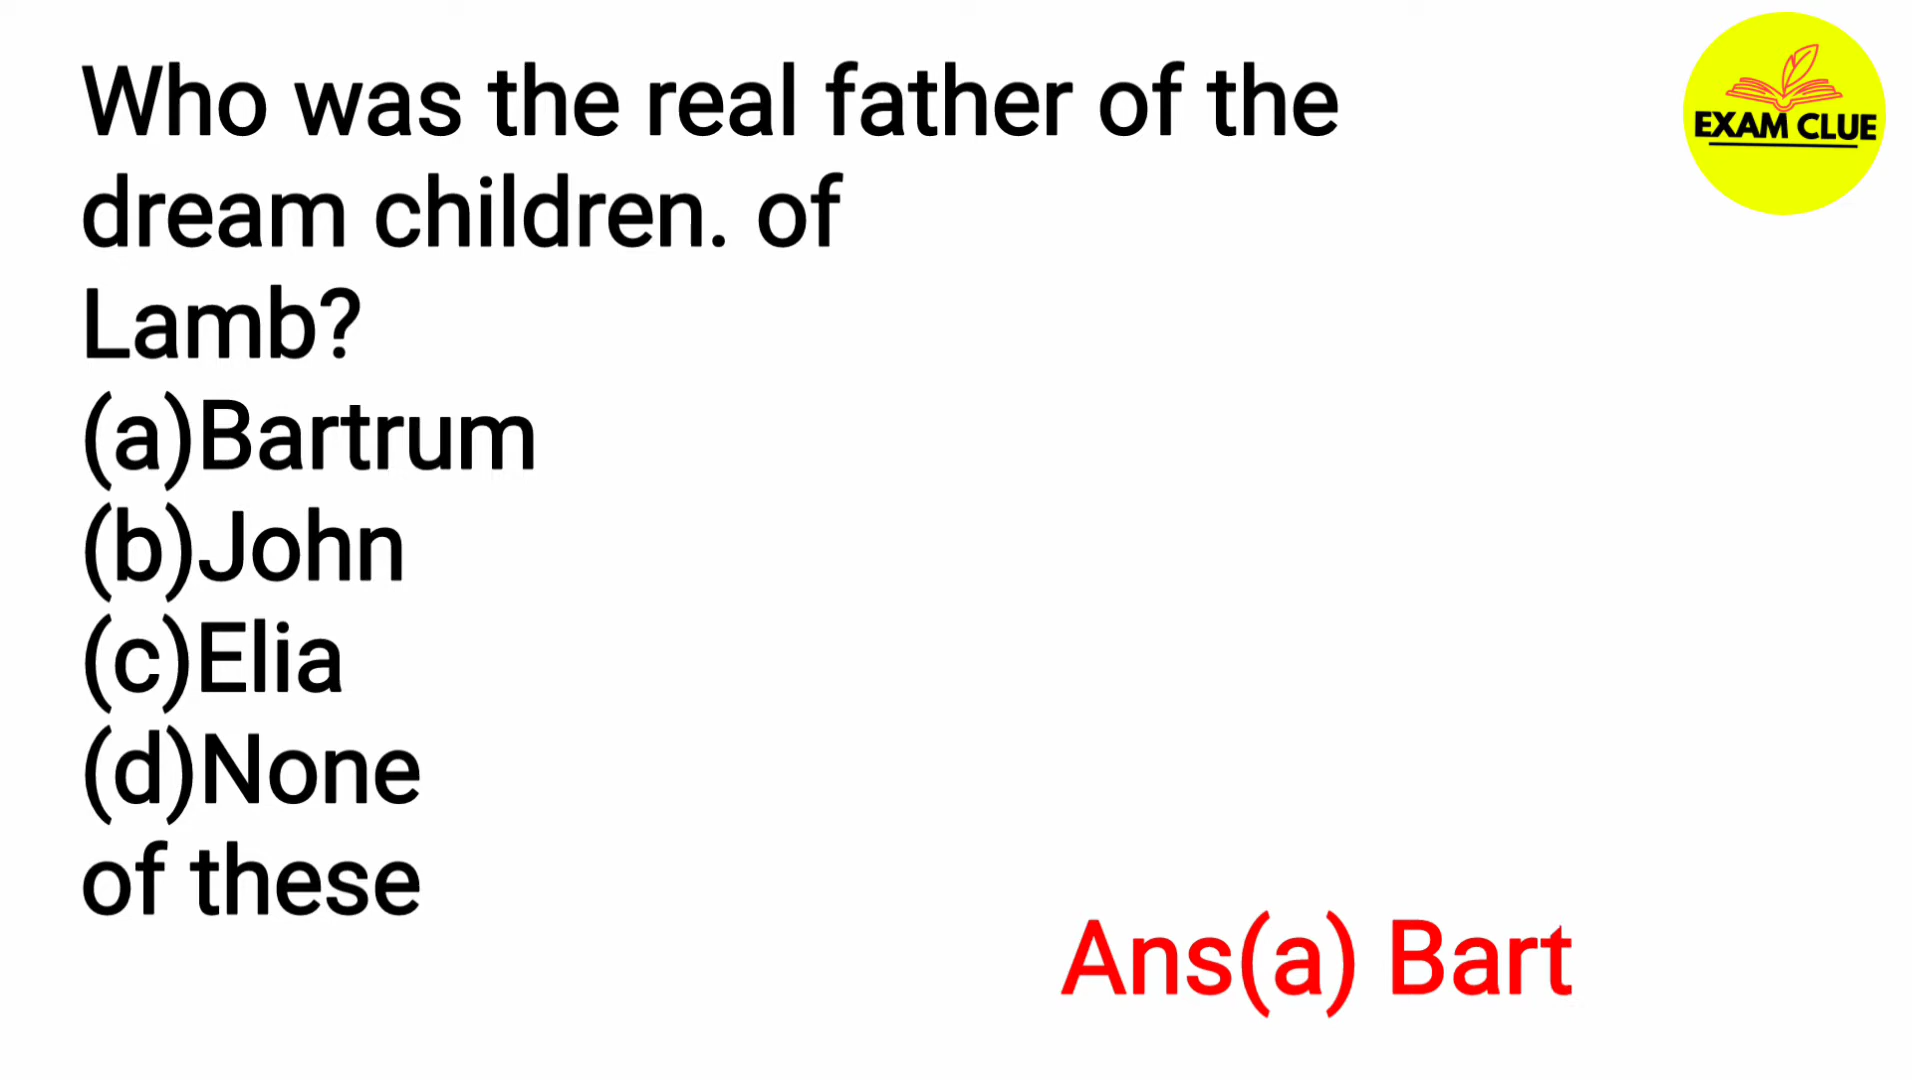 Who was the real father of the
dream children. of
Lamb?
(a)Bartrum
(b)John
(c)Elia
(d)None
of these
Ans(a) Bart
EXAM CLUE